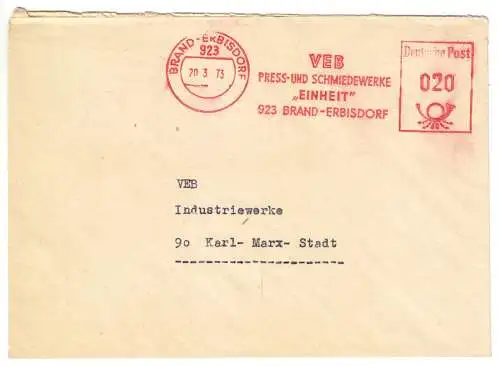 BRAND-ERBISDORF
923
20 3 73
VEB
PRESS-UND SCHMIEDEWERKE
„EINHEIT"
923 BRAND-ERBISDORF
Deutsche Post
020
VEB
Industriewerke
9o Karl- Marx- Stadt